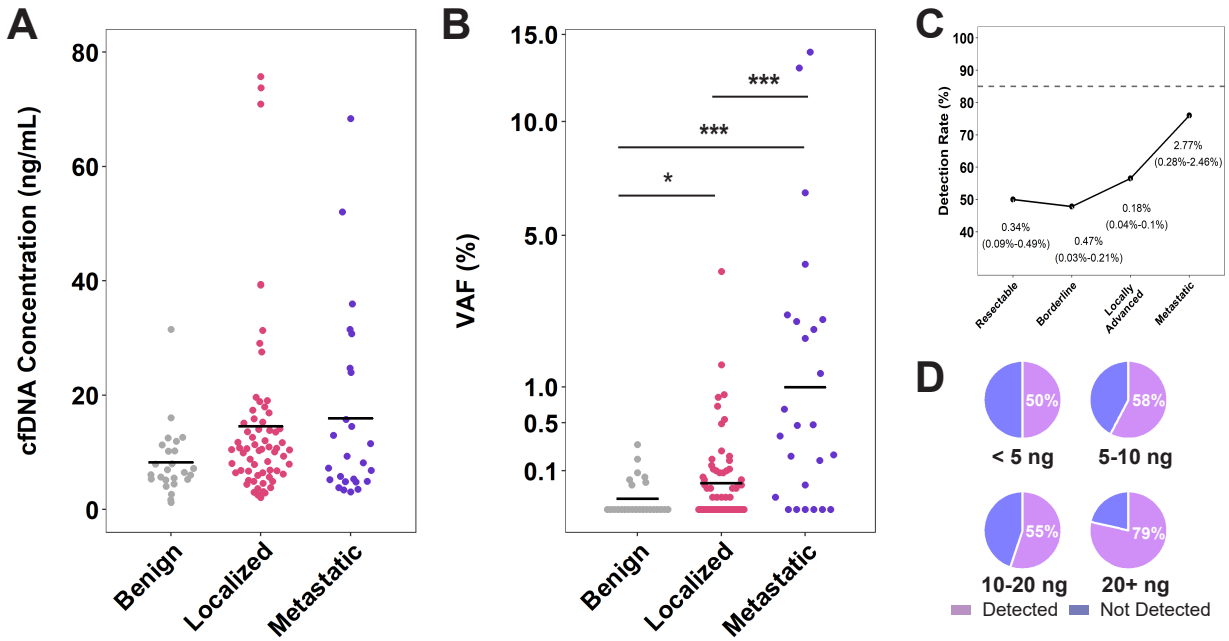 A
cfDNA Concentration (ng/mL)
80
60
40
20
0
Benign
Localized
Metastatic
B
VAF (%)
15.0
10.0
5.0
1.0
0.5
0.1
***
***
*
Benign
Localized
Metastatic
C
Detection Rate (%)
100
90
80
70
60
50
40
0.34%
(0.09%-0.49%)
0.47%
(0.03%-0.21%)
0.18%
(0.04%-0.1%)
2.77%
(0.28%-2.46%)
Resectable
Borderline
Locally
Advanced
Metastatic
D
50%
58%
< 5 ng
5-10 ng
55%
79%
10-20 ng
20+ ng
Detected
Not Detected